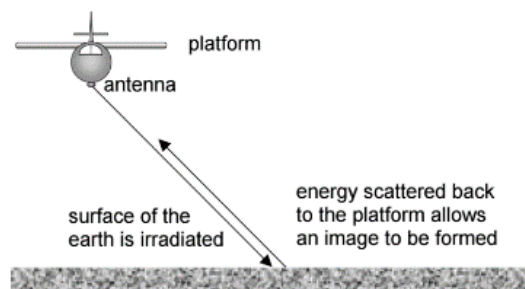 platform
antenna
surface of the
earth is irradiated
energy scattered back
to the platform allows
an image to be formed